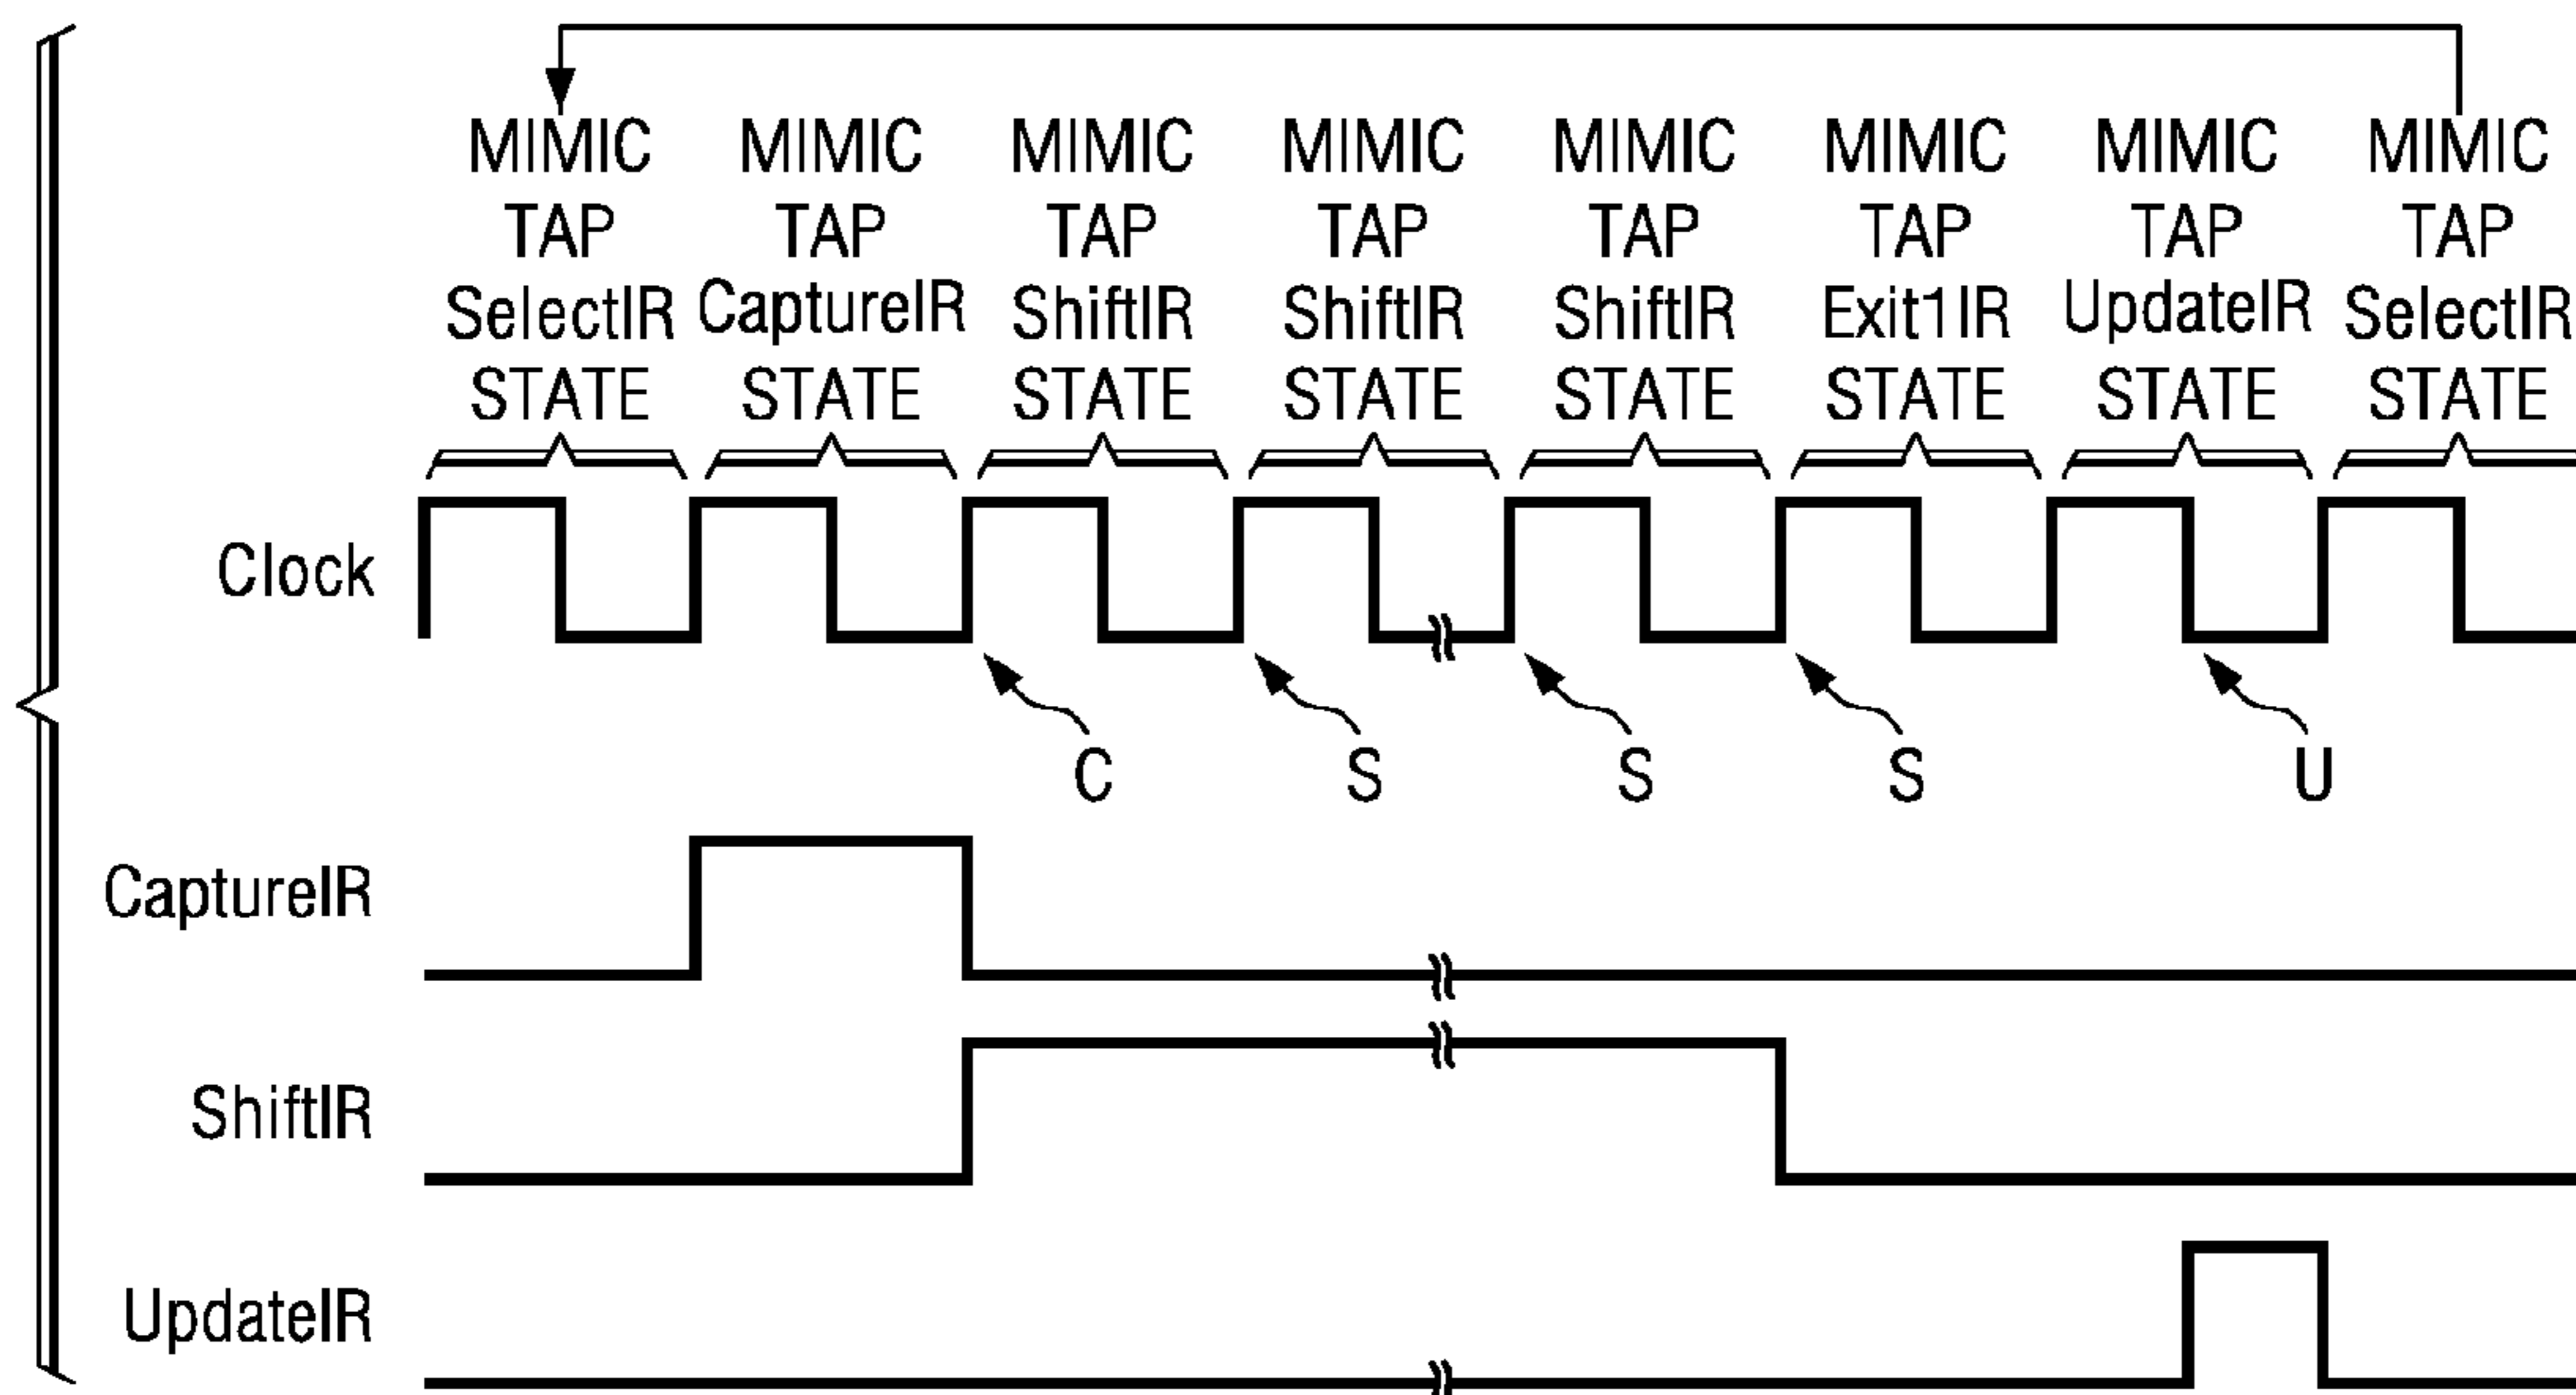 MIMIC MIMIC MIMIC MIMIC MIMIC MIMIC MIMIC MIMIC
TAP TAP TAP TAP TAP TAP TAP TAP
SelectIR CaptureIR ShiftIR ShiftIR ShiftIR Exit1IR UpdateIR SelectIR
STATE STATE STATE STATE STATE STATE STATE STATE
Clock
C S S S U
CaptureIR
ShiftIR
UpdateIR